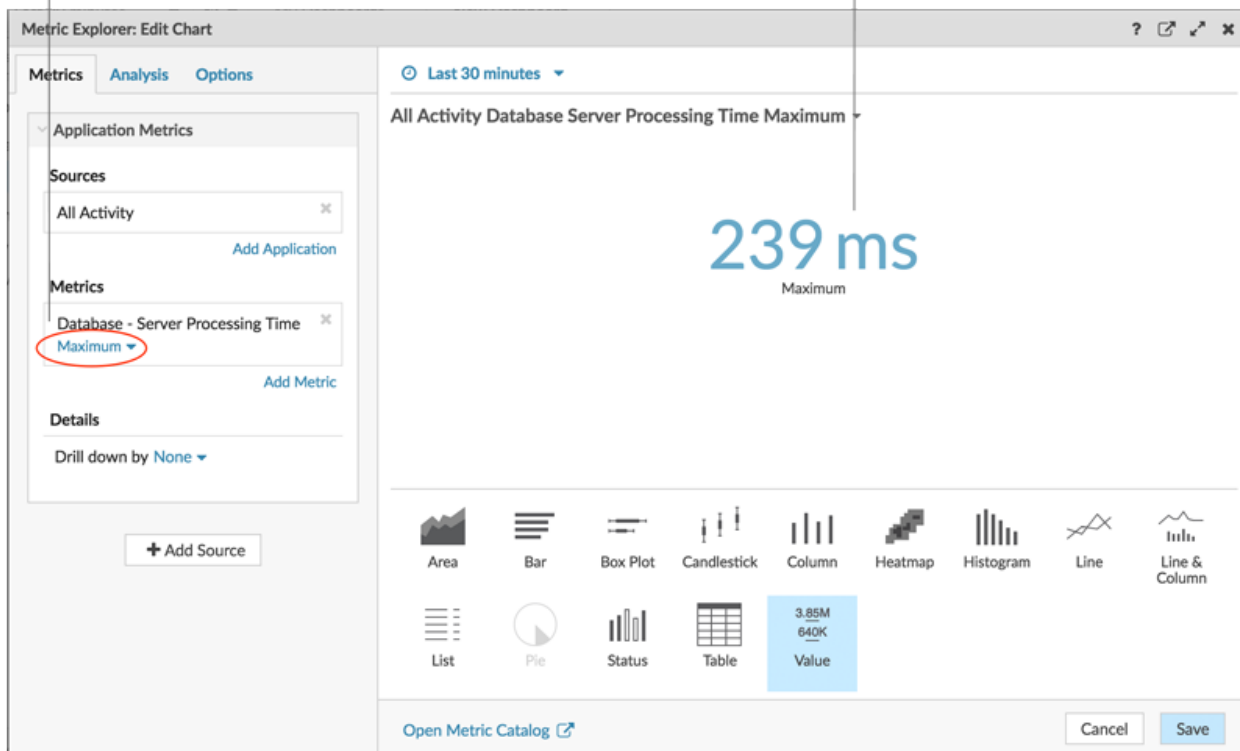 Metric Explorer: Edit Chart ?
Metrics Analysis Options
Last 30 minutes
Application Metrics
All Activity Database Server Processing Time Maximum
Sources
All Activity
Add Application
239 ms
Maximum
Metrics
Database - Server Processing Time
Maximum
Add Metric
Details
Drill down by None
+ Add Source
Area Bar Box Plot Candlestick Column Heatmap Histogram Line Line &
Column
3.85M
640K
List Pie Status Table Value
Open Metric Catalog
Cancel Save